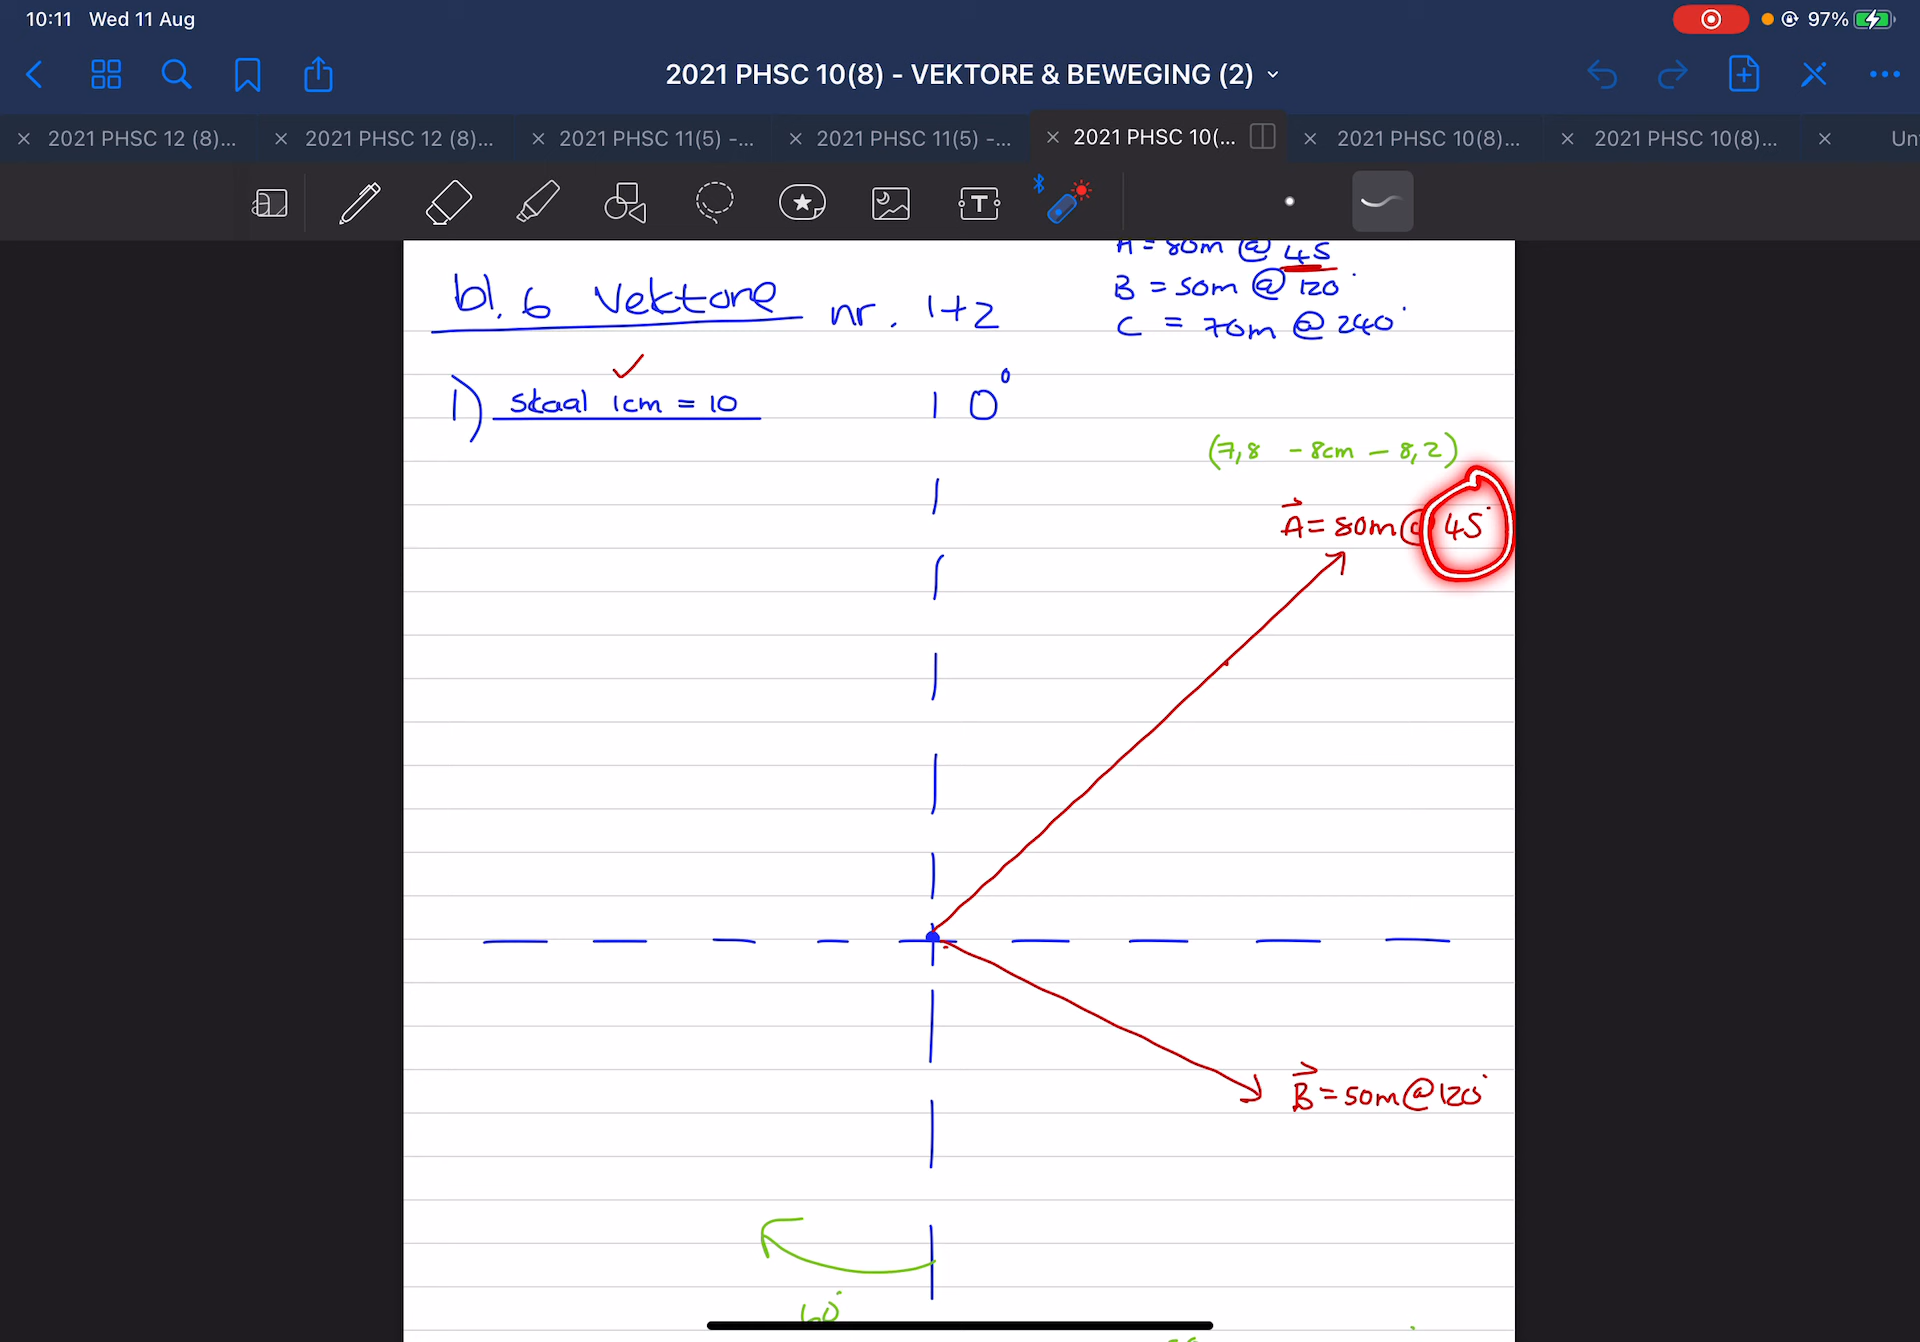 10:11 Wed 11 Aug 97%
2021 PHSC 10(8) - VEKTORE & BEWEGING (2)
2021 PHSC 12 (8)... 2021 PHSC 12 (8)... 2021 PHSC 11(5) -... 2021 PHSC 11(5) -... 2021 PHSC 10(... 2021 PHSC 10(8)... 2021 PHSC 10(8)...
A = 80m @ 45
B = 50m @ 120°
C = 70m @ 240°
bl. 6 Vektore nr. 1+2
1) skaal 1cm = 10
0°
(7,8 - 8cm - 8,2)
A = 80m @ 45°
B = 50m @ 120°
60°